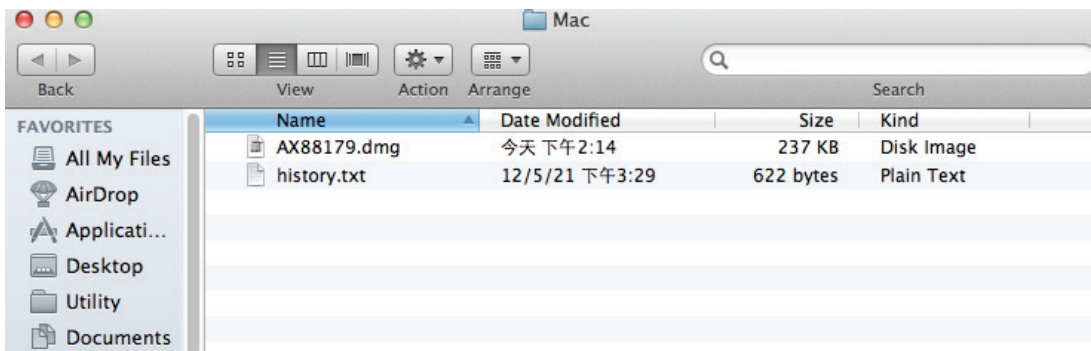 Mac
Back View Action Arrange Search
FAVORITES
All My Files
AirDrop
Applicati...
Desktop
Utility
Documents
Name Date Modified Size Kind
AX88179.dmg 今天 下午2:14 237 KB Disk Image
history.txt 12/5/21 下午3:29 622 bytes Plain Text